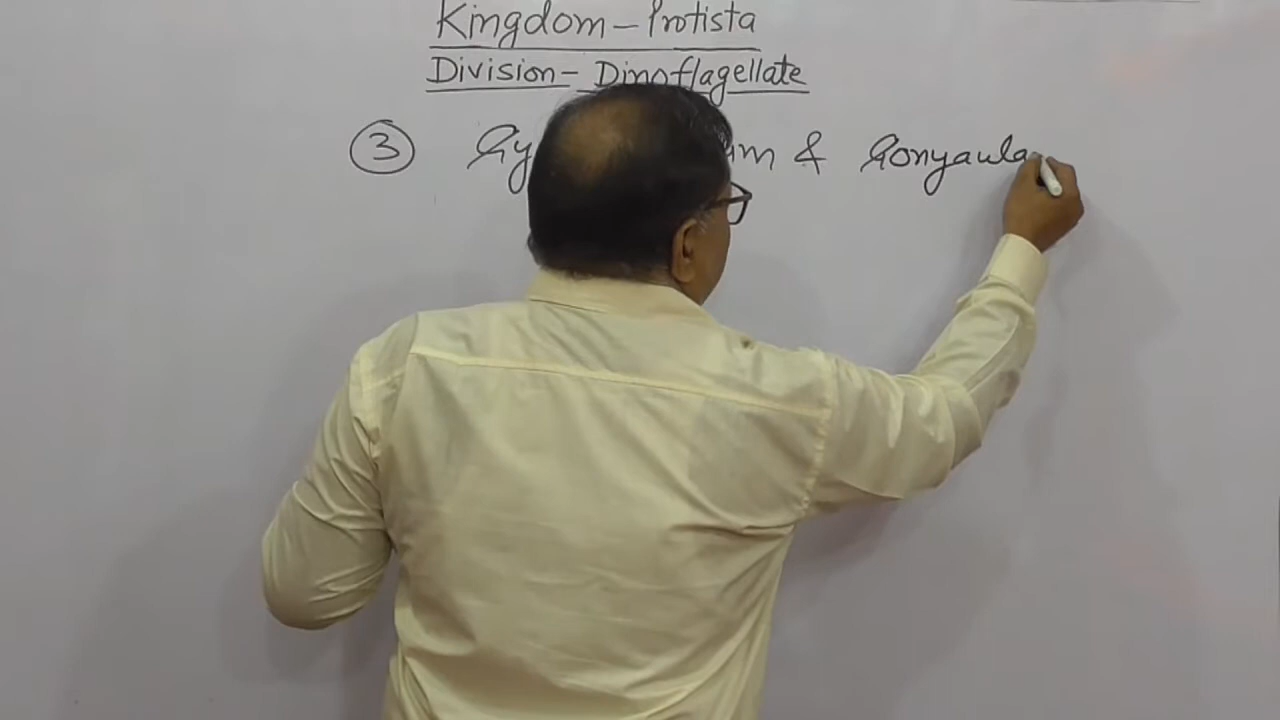 Kingdom - Protista
Division - Dinoflagellate
3 & Gonyaula